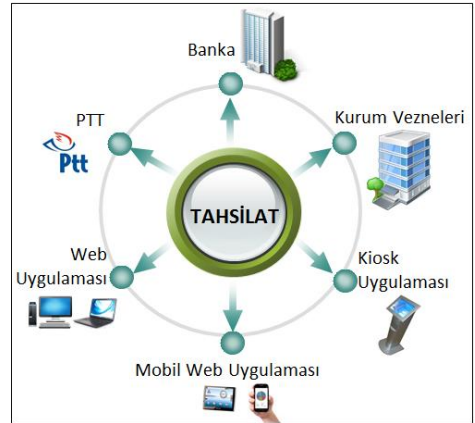 Banka
PTT
Ptt
Kurum Vezneleri
TAHSİLAT
Web
Uygulaması
Kiosk
Uygulaması
Mobil Web Uygulaması